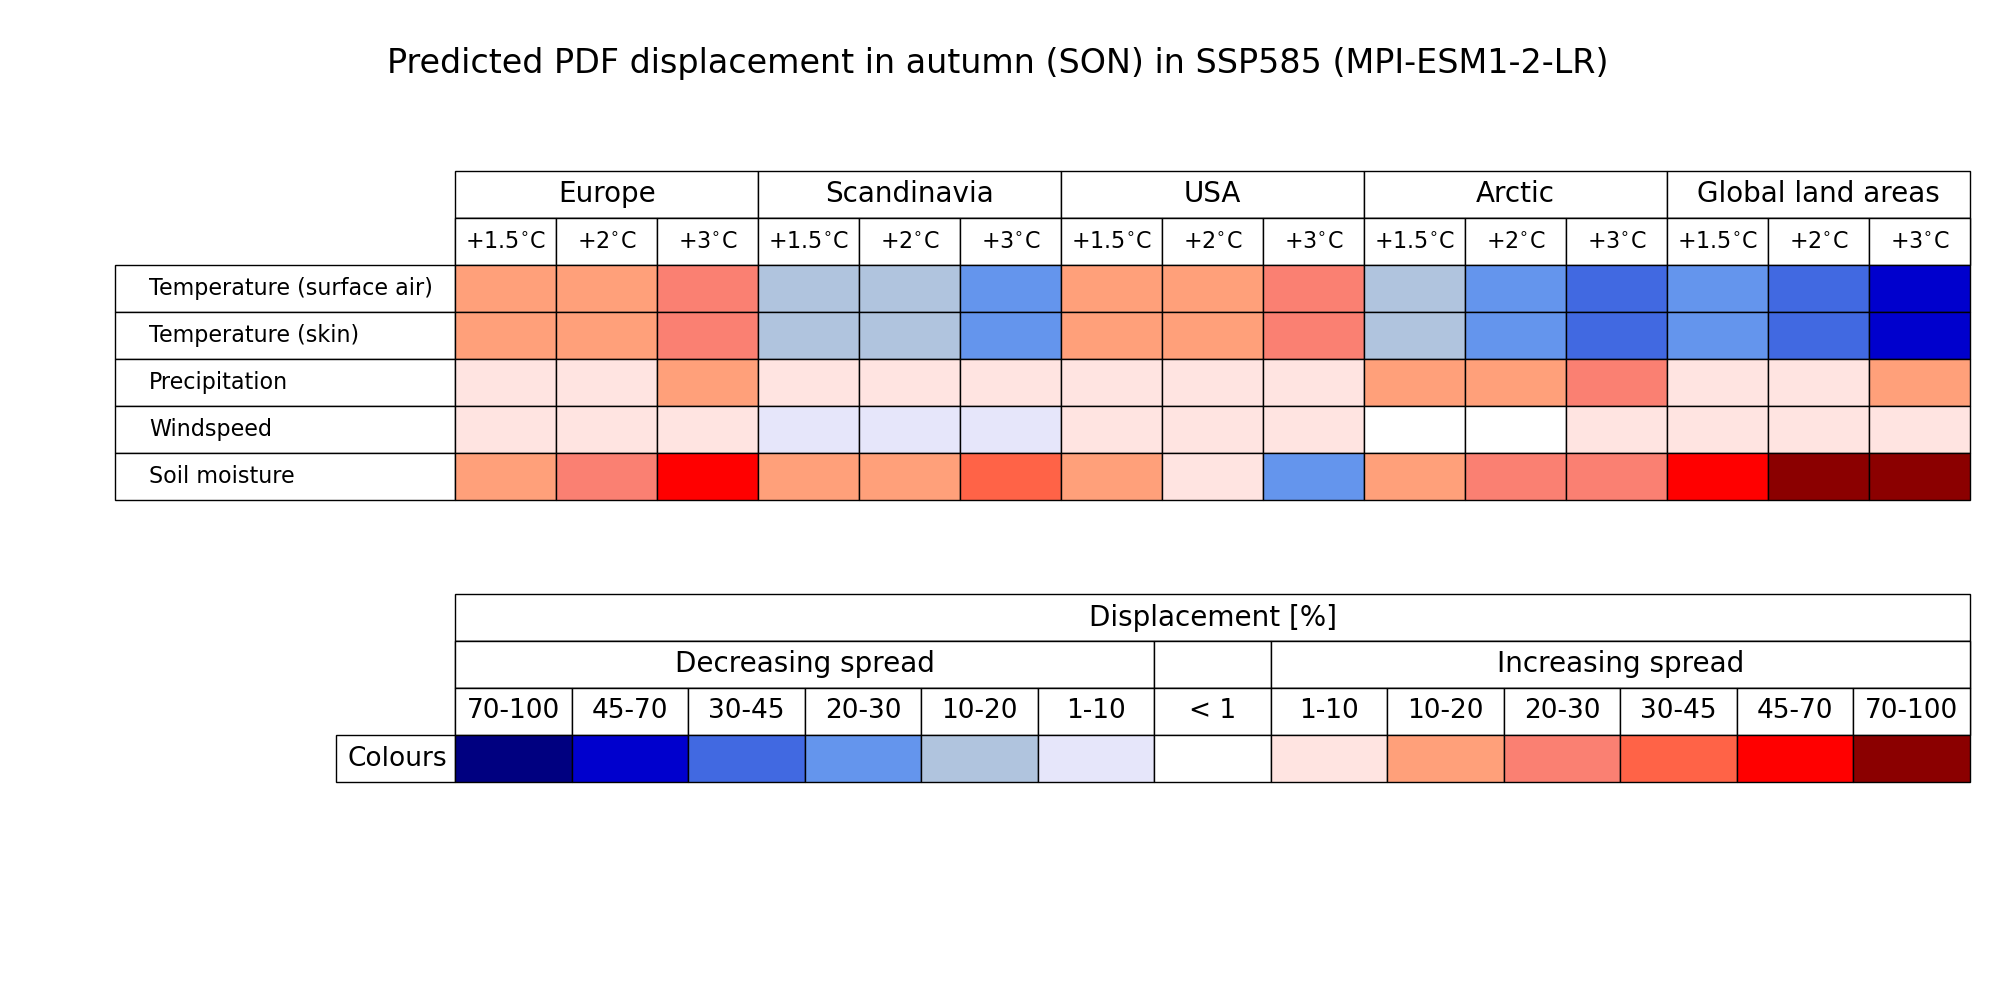 Predicted PDF displacement in autumn (SON) in SSP585 (MPI-ESM1-2-LR)
Europe Scandinavia USA Arctic Global land areas
+1.5°C +2°C +3°C +1.5°C +2°C +3°C +1.5°C +2°C +3°C +1.5°C +2°C +3°C +1.5°C +2°C +3°C
Temperature (surface air)
Temperature (skin)
Precipitation
Windspeed
Soil moisture
Displacement [%]
Decreasing spread Increasing spread
70-100 45-70 30-45 20-30 10-20 1-10 < 1 1-10 10-20 20-30 30-45 45-70 70-100
Colours